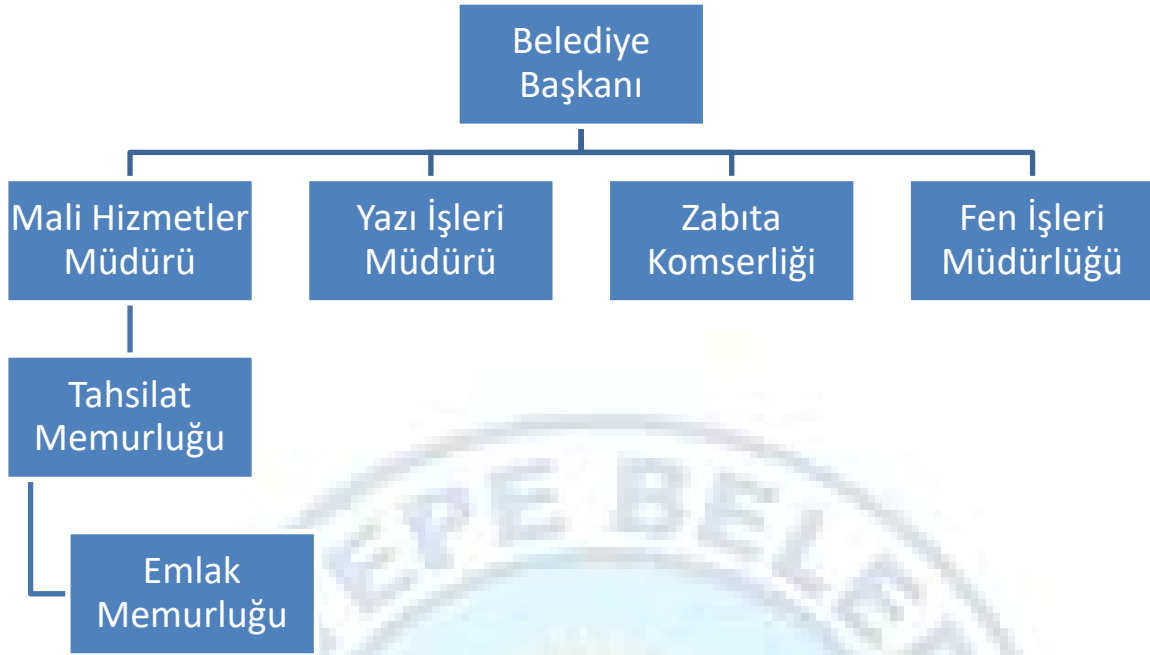 Belediye
Başkanı
Mali Hizmetler
Müdürü
Yazı İşleri
Müdürü
Zabıta
Komserliği
Fen İşleri
Müdürlüğü
Tahsilat
Memurluğu
Emlak
Memurluğu